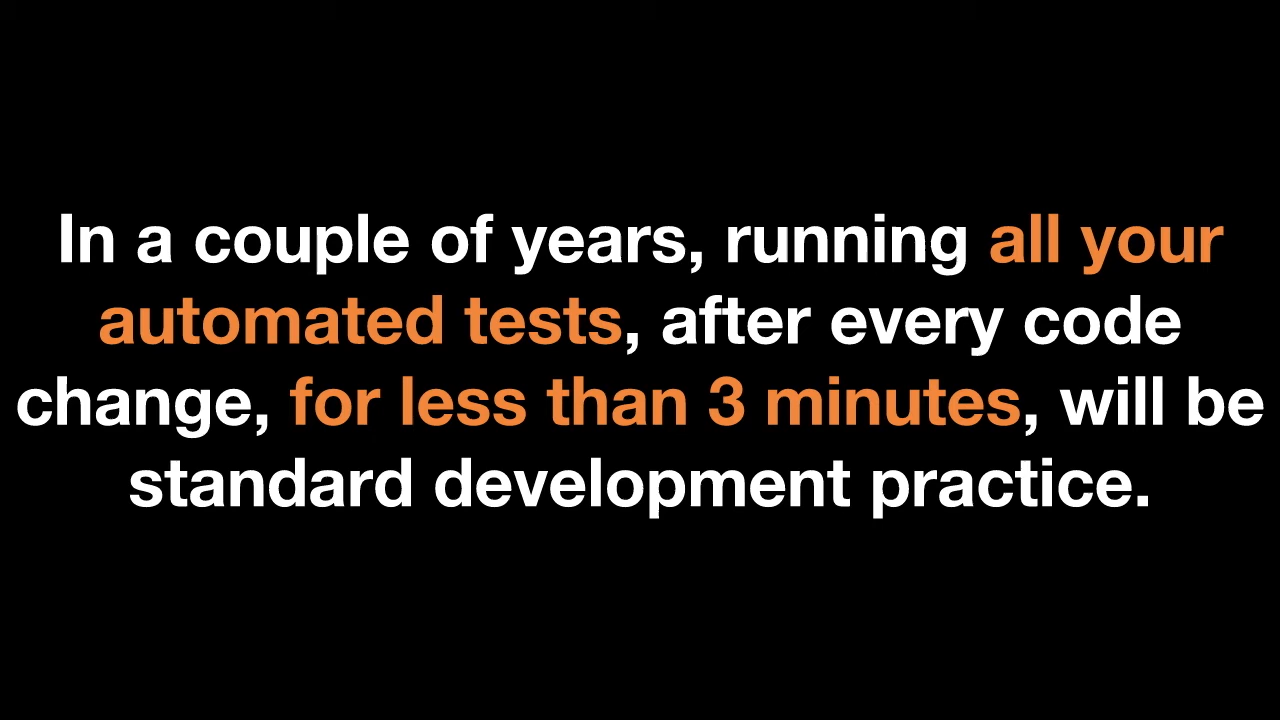 In a couple of years, running all your
automated tests, after every code
change, for less than 3 minutes, will be
standard development practice.